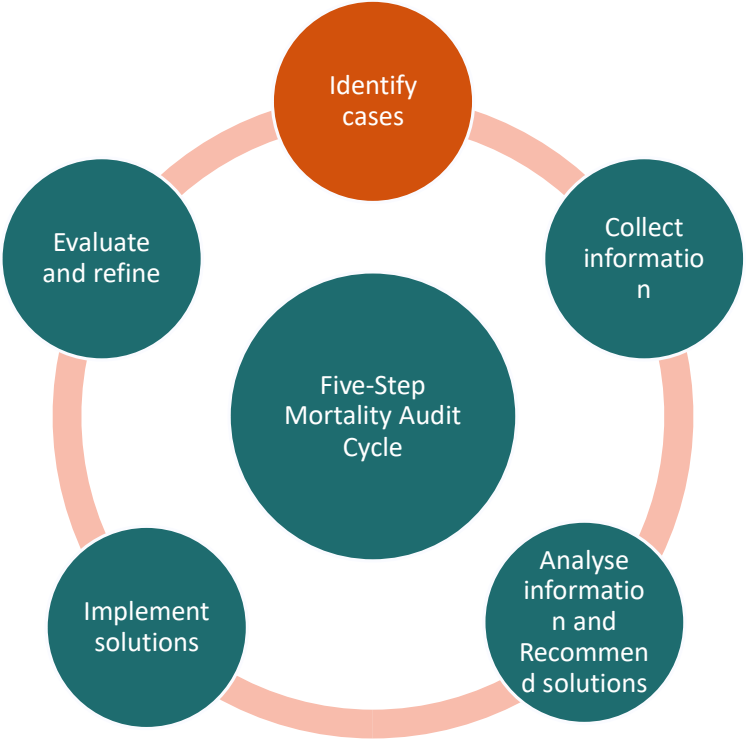 Identify
cases
Collect
informatio
n
Analyse
informatio
n and
Recommen
d solutions
Implement
solutions
Evaluate
and refine
Five-Step
Mortality Audit
Cycle